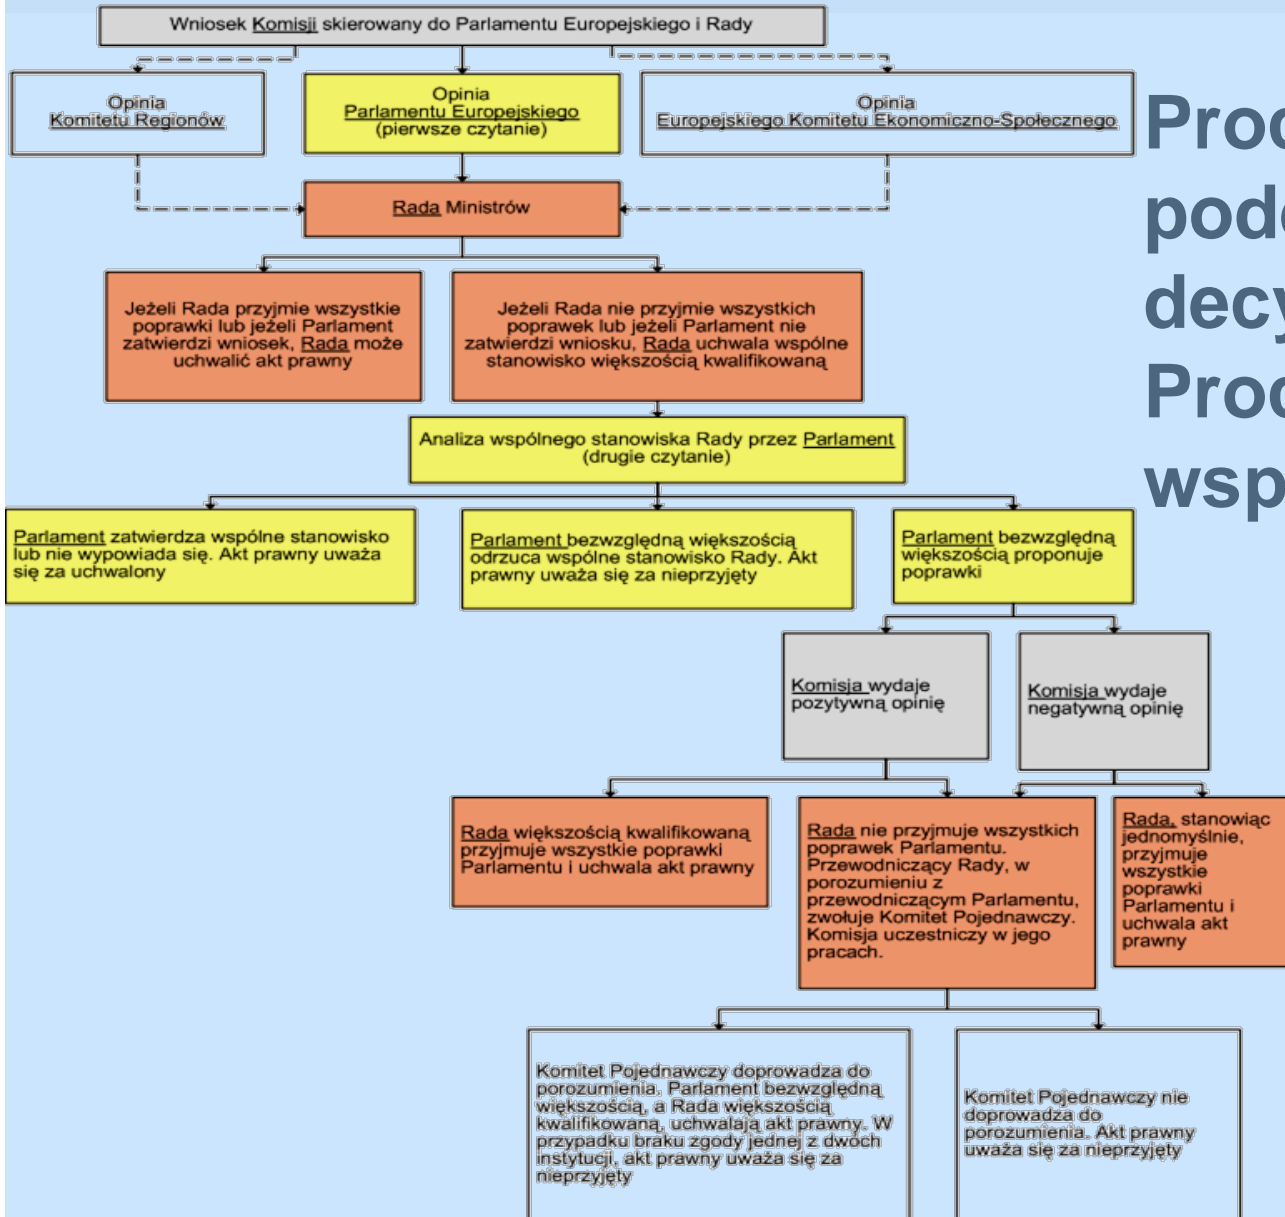 Wniosek Komisji skierowany do Parlamentu Europejskiego i Rady
Opinia
Komitetu Regionów
Opinia
Parlamentu Europejskiego
(pierwsze czytanie)
Opinia
Europejskiego Komitetu Ekonomiczno-Społecznego
Rada Ministrów
Jeżeli Rada przyjmie wszystkie
poprawki lub jeżeli Parlament
zatwierdzi wniosek, Rada może
uchwalić akt prawny
Jeżeli Rada nie przyjmie wszystkich
poprawek lub jeżeli Parlament nie
zatwierdzi wniosku, Rada uchwala wspólne
stanowisko większością kwalifikowaną
Analiza wspólnego stanowiska Rady przez Parlament
(drugie czytanie)
Parlament zatwierdza wspólne stanowisko
lub nie wypowiada się. Akt prawny uważa
się za uchwalony
Parlament bezwzględną większością
odrzuca wspólne stanowisko Rady. Akt
prawny uważa się za nieprzyjęty
Parlament bezwzględną
większością proponuje
poprawki
Komisja wydaje
pozytywną opinię
Komisja wydaje
negatywną opinię
Rada większością kwalifikowaną
przyjmuje wszystkie poprawki
Parlamentu i uchwala akt prawny
Rada nie przyjmuje wszystkich
poprawek Parlamentu.
Przewodniczący Rady, w
porozumieniu z
przewodniczącym Parlamentu,
zwołuje Komitet Pojednawczy.
Komisja uczestniczy w jego
pracach.
Rada, stanowiąc
jednomyślnie,
przyjmuje
wszystkie
poprawki
Parlamentu i
uchwala akt
prawny
Komitet Pojednawczy doprowadza do
porozumienia. Parlament bezwzględną
większością, a Rada większością
kwalifikowaną, uchwalają akt prawny. W
przypadku braku zgody jednej z dwóch
instytucji, akt prawny uważa się za
nieprzyjęty
Komitet Pojednawczy nie
doprowadza do
porozumienia. Akt prawny
uważa się za nieprzyjęty